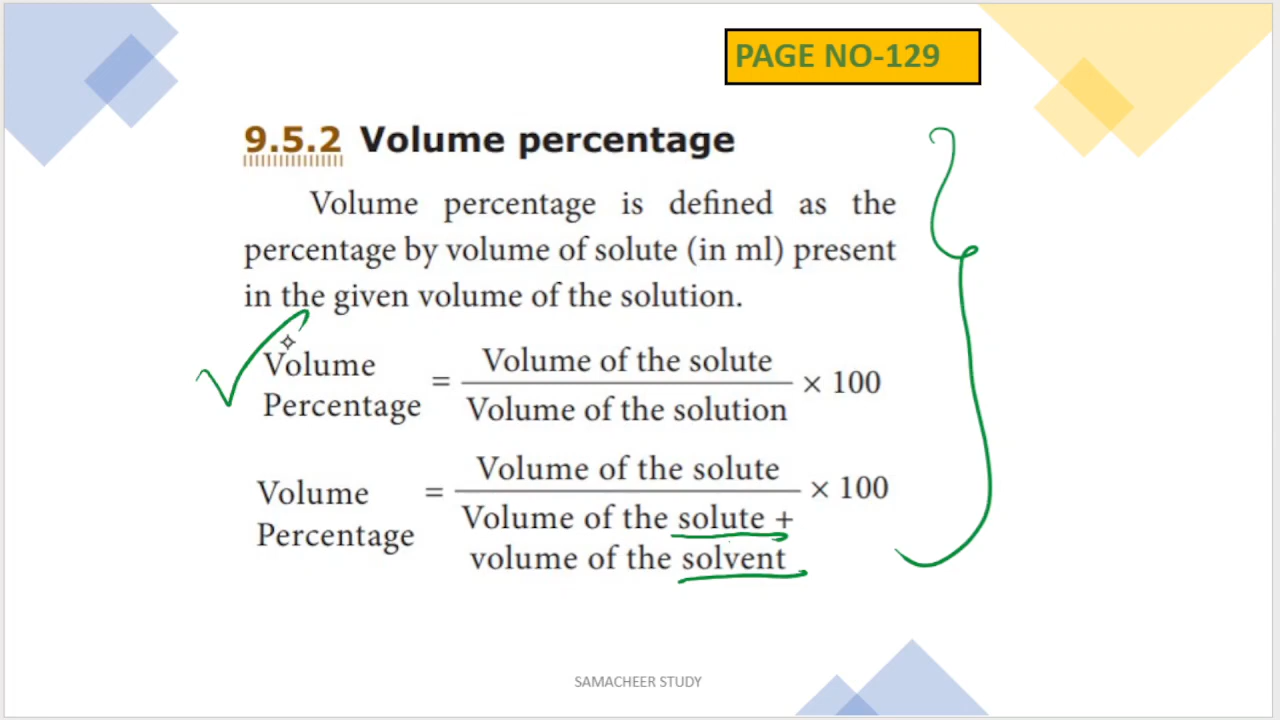 PAGE NO-129
9.5.2 Volume percentage
Volume percentage is defined as the
percentage by volume of solute (in ml) present
in the given volume of the solution.
Volume
Percentage
=
Volume of the solute
Volume of the solution
× 100
Volume
Percentage
=
Volume of the solute
Volume of the solute +
volume of the solvent
× 100
SAMACHEER STUDY